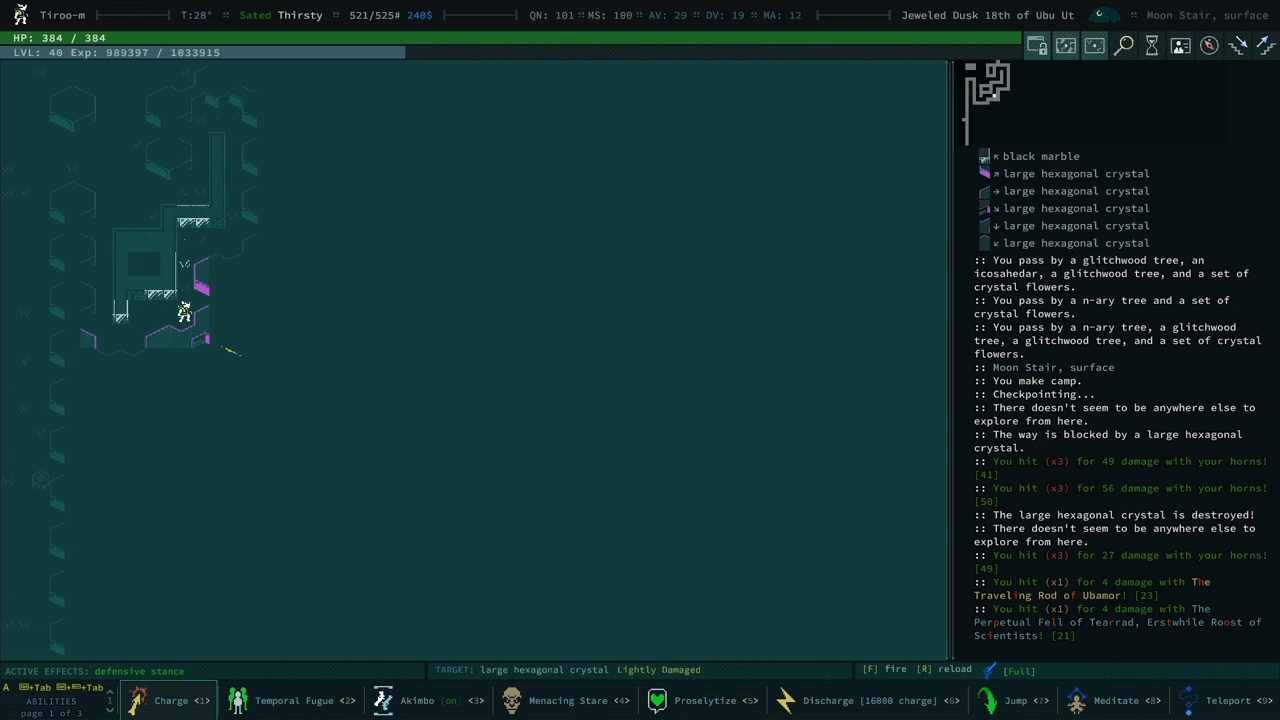 Tiroo-m T:28° Sated Thirsty 521/525# 240$ QN: 101 MS: 100 AV: 29 DV: 19 MA: 12 Jeweled Dusk 18th of Ubu Ut Moon Stair, surface
HP: 384 / 384
LVL: 40 Exp: 989397 / 1033915
black marble
large hexagonal crystal
large hexagonal crystal
large hexagonal crystal
large hexagonal crystal
large hexagonal crystal
:: You pass by a glitchwood tree, an
icosahedar, a glitchwood tree, and a set of
crystal flowers.
:: You pass by a n-ary tree and a set of
crystal flowers.
:: You pass by a n-ary tree, a glitchwood
tree, a glitchwood tree, and a set of crystal
flowers.
:: Moon Stair, surface
:: You make camp.
:: Checkpointing...
:: There doesn't seem to be anywhere else to
explore from here.
:: The way is blocked by a large hexagonal
crystal.
:: You hit (x3) for 49 damage with your horns!
[41]
:: You hit (x3) for 56 damage with your horns!
[50]
:: The large hexagonal crystal is destroyed!
:: There doesn't seem to be anywhere else to
explore from here.
:: You hit (x3) for 27 damage with your horns!
[49]
:: You hit (x1) for 4 damage with The
Traveling Rod of Ubamor! [23]
:: You hit (x1) for 4 damage with The
Perpetual Fell of Tearrad, Erstwhile Roost of
Scientists! [21]
ACTIVE EFFECTS: defensive stance TARGET: large hexagonal crystal Lightly Damaged [F] fire [R] reload [Full]
A +Tab +Tab
ABILITIES 1
page 1 of 3
Charge <1> Temporal Fugue <2> Akimbo [on] <3> Menacing Stare <4> Proselytize <5> Discharge [16000 charge] <6> Jump <7> Meditate <8> Teleport <9>